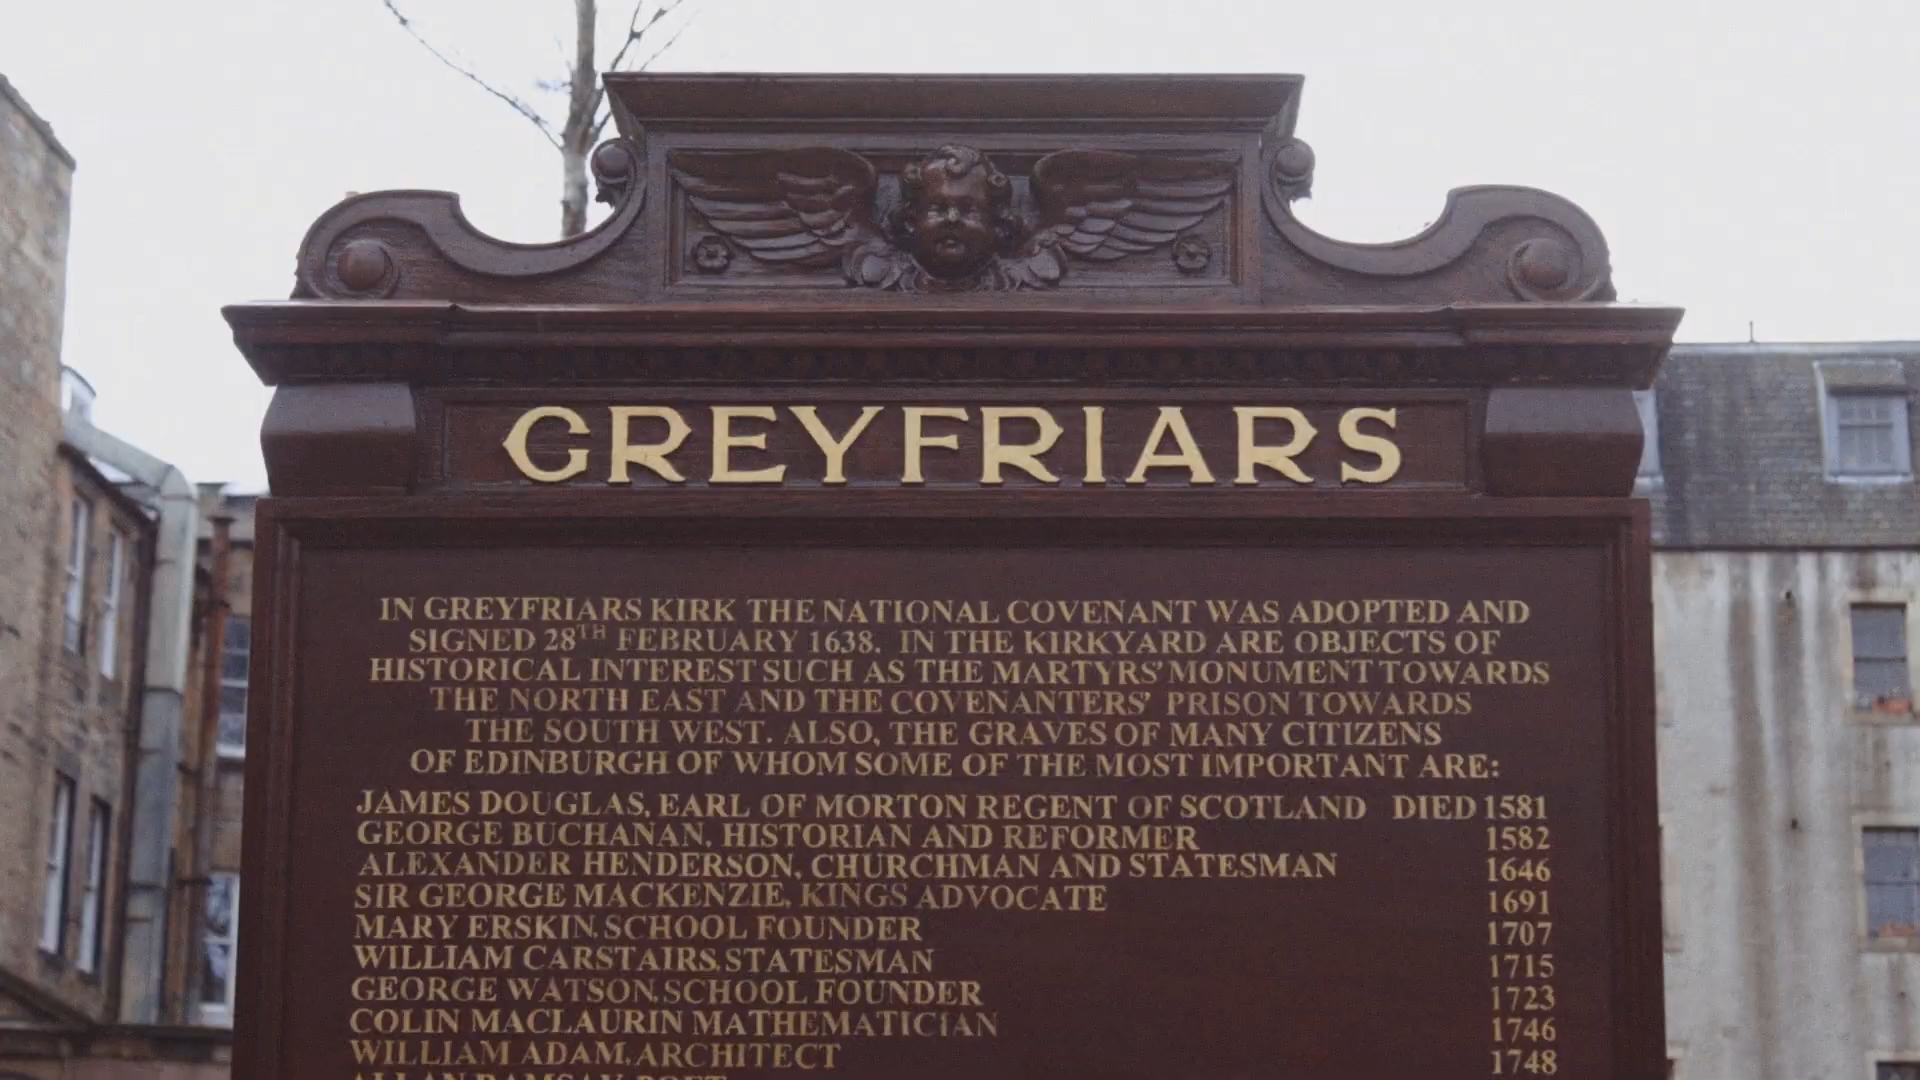 GREYFRIARS
IN GREYFRIARS KIRK THE NATIONAL COVENANT WAS ADOPTED AND
SIGNED 28TH FEBRUARY 1638. IN THE KIRKYARD ARE OBJECTS OF
HISTORICAL INTEREST SUCH AS THE MARTYRS' MONUMENT TOWARDS
THE NORTH EAST AND THE COVENANTERS' PRISON TOWARDS
THE SOUTH WEST. ALSO, THE GRAVES OF MANY CITIZENS
OF EDINBURGH OF WHOM SOME OF THE MOST IMPORTANT ARE:
JAMES DOUGLAS, EARL OF MORTON REGENT OF SCOTLAND DIED 1581
GEORGE BUCHANAN, HISTORIAN AND REFORMER 1582
ALEXANDER HENDERSON, CHURCHMAN AND STATESMAN 1646
SIR GEORGE MACKENZIE, KINGS ADVOCATE 1691
MARY ERSKIN, SCHOOL FOUNDER 1707
WILLIAM CARSTAIRS, STATESMAN 1715
GEORGE WATSON, SCHOOL FOUNDER 1723
COLIN MACLAURIN MATHEMATICIAN 1746
WILLIAM ADAM, ARCHITECT 1748
ALLAN RAMSAY, POET